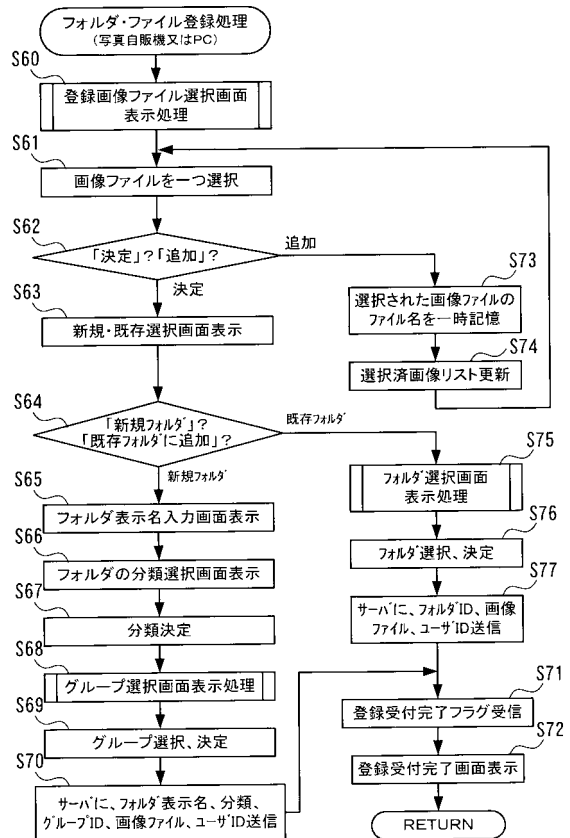 フォルダ・ファイル登録処理
(写真自販機又はPC)
S60
登録画像ファイル選択画面
表示処理
S61
画像ファイルを一つ選択
S62
「決定」?「追加」?
追加
決定
S73
選択された画像ファイルの
ファイル名を一時記憶
S74
選択済画像リスト更新
S63
新規・既存選択画面表示
S64
「新規フォルダ」?
「既存フォルダに追加」?
既存フォルダ
新規フォルダ
S65
フォルダ表示名入力画面表示
S66
フォルダの分類選択画面表示
S67
分類決定
S68
グループ選択画面表示処理
S69
グループ選択、決定
S70
サーバに、フォルダ表示名、分類、
グループID、画像ファイル、ユーザID送信
S75
フォルダ選択画面
表示処理
S76
フォルダ選択、決定
S77
サーバに、フォルダID、画像
ファイル、ユーザID送信
S71
登録受付完了フラグ受信
S72
登録受付完了画面表示
RETURN